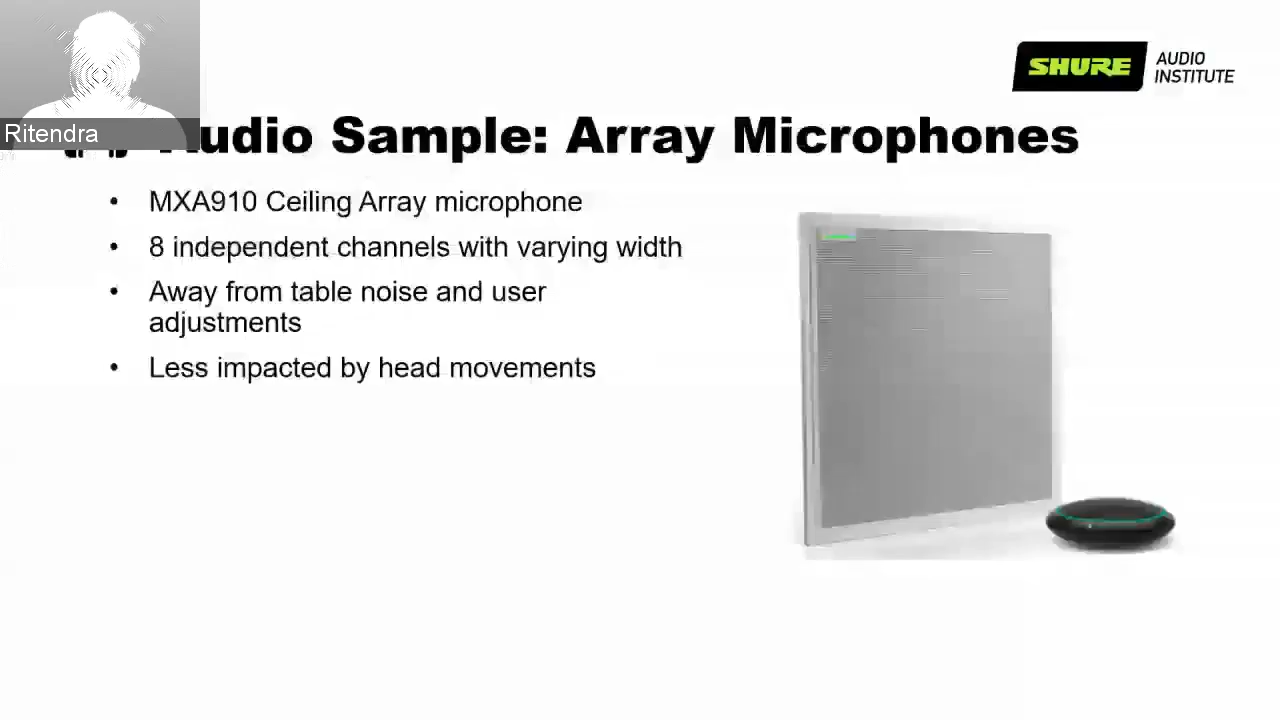 SHURE AUDIO
INSTITUTE
Ritendra
Audio Sample: Array Microphones
• MXA910 Ceiling Array microphone
• 8 independent channels with varying width
• Away from table noise and user
adjustments
• Less impacted by head movements